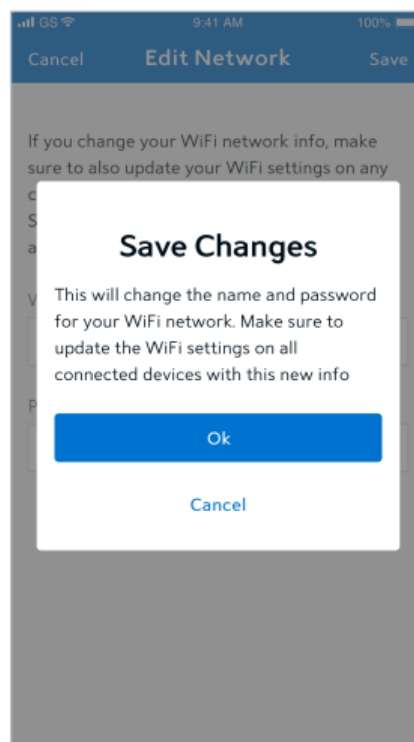 GS 9:41 AM 100%
Cancel Edit Network Save
If you change your WiFi network info, make
sure to also update your WiFi settings on any
Save Changes
This will change the name and password
for your WiFi network. Make sure to
update the WiFi settings on all
connected devices with this new info
Ok
Cancel